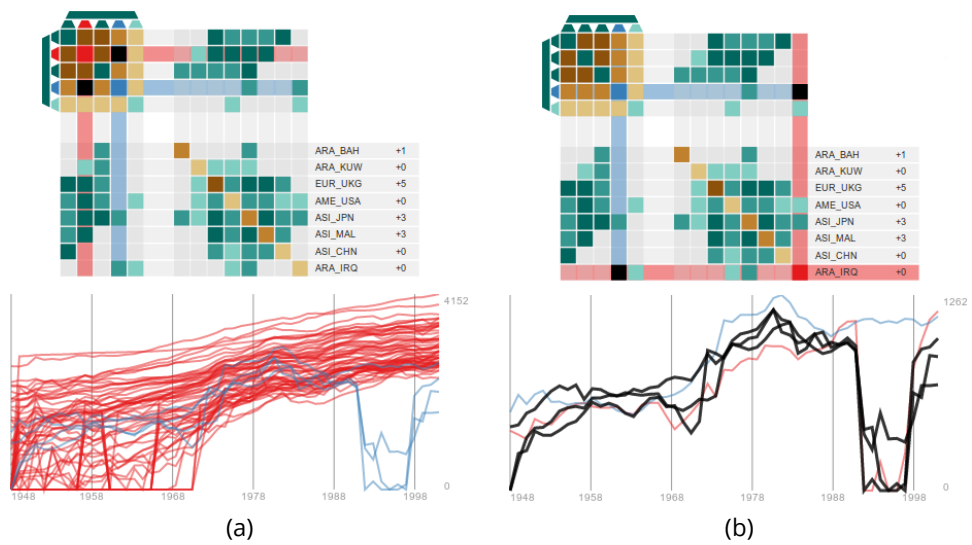 ARA_BAH +1
ARA_KUW +0
EUR_UKG +5
AME_USA +0
ASI_JPN +3
ASI_MAL +3
ASI_CHN +0
ARA_IRQ +0
4152
0
1948 1958 1968 1978 1988 1998
(a)
ARA_BAH +1
ARA_KUW +0
EUR_UKG +5
AME_USA +0
ASI_JPN +3
ASI_MAL +3
ASI_CHN +0
ARA_IRQ +0
1262
0
1948 1958 1968 1978 1988 1998
(b)